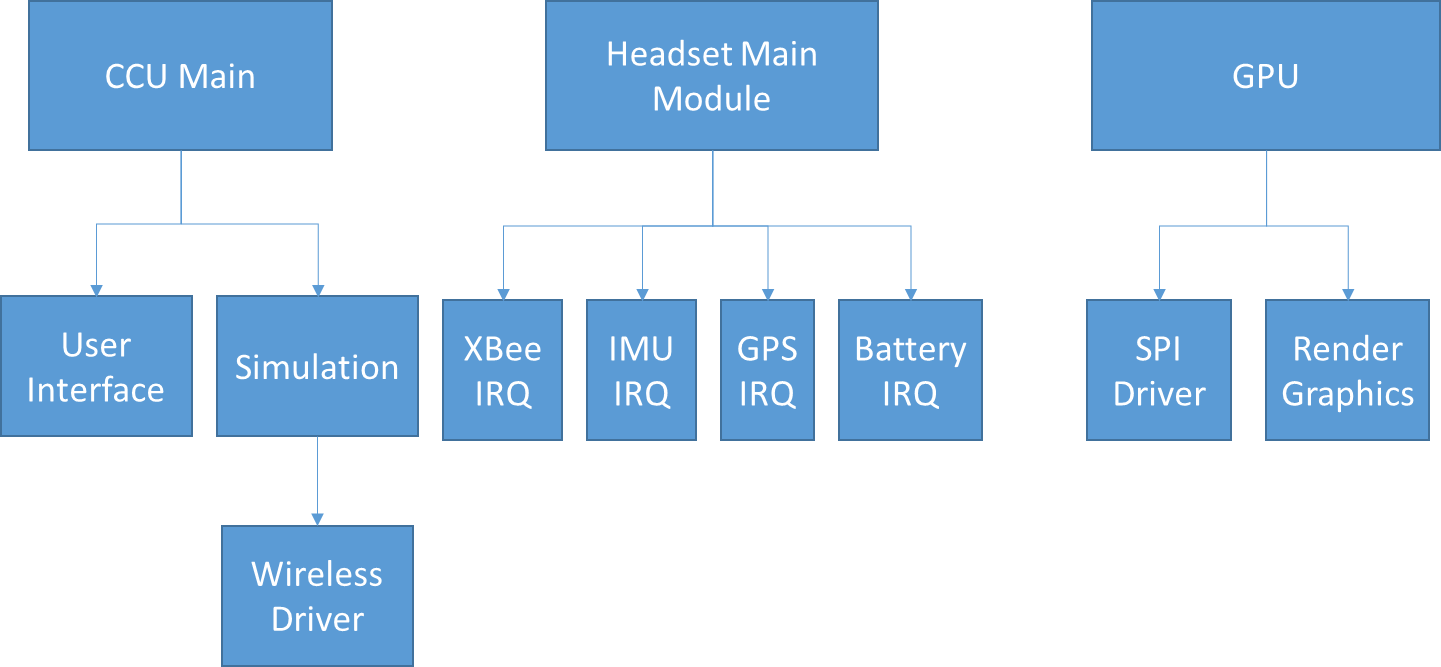 CCU Main
Headset Main
Module
GPU
User
Interface
Simulation
XBee
IRQ
IMU
IRQ
GPS
IRQ
Battery
IRQ
SPI
Driver
Render
Graphics
Wireless
Driver